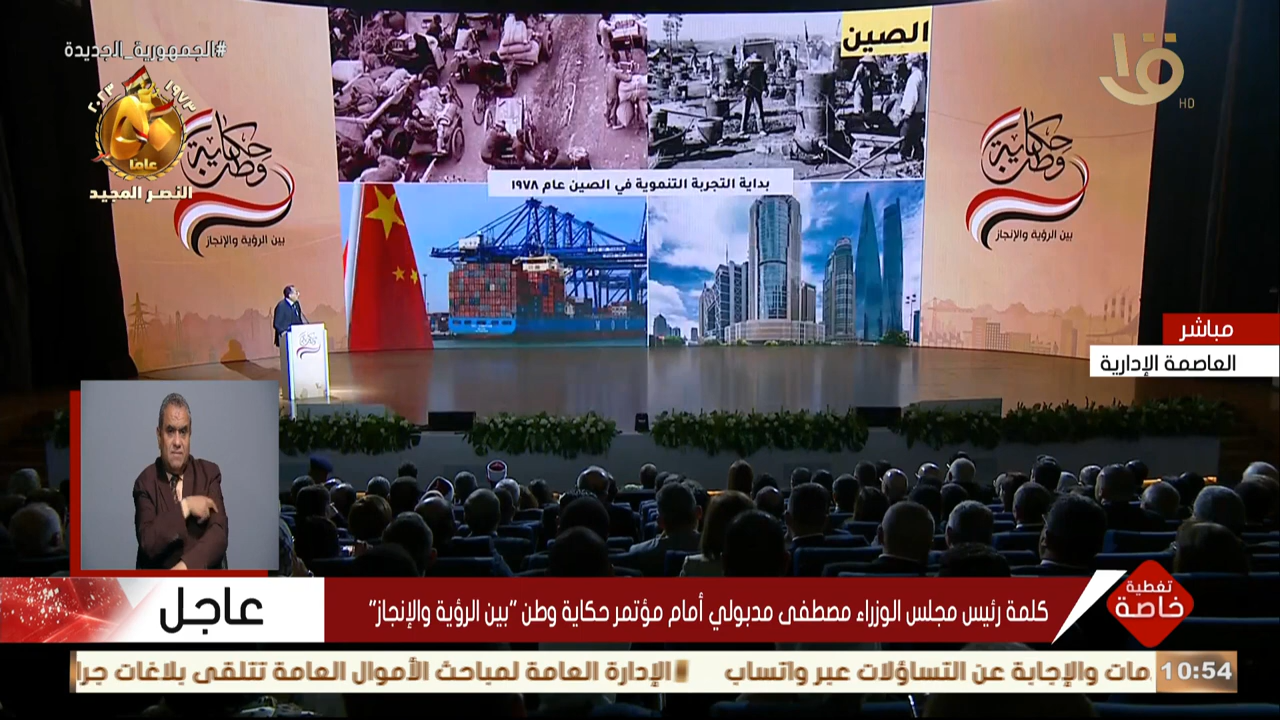 #الجمهورية_الجديدة
١٩٧٣
٢٠٢٣
عاما
النصر المجيد
حكاية
وطن
بين الرؤية والإنجاز
الصين
بداية التجربة التنموية في الصين عام ١٩٧٨
حكاية
وطن
بين الرؤية والإنجاز
HD
مباشر
العاصمة الإدارية
تغطية
خاصة
كلمة رئيس مجلس الوزراء مصطفى مدبولي أمام مؤتمر حكاية وطن "بين الرؤية والإنجاز"
عاجل
10:54
مات والإجابة عن التساؤلات عبر واتساب
الإدارة العامة لمباحث الأموال العامة تتلقى بلاغات جرا